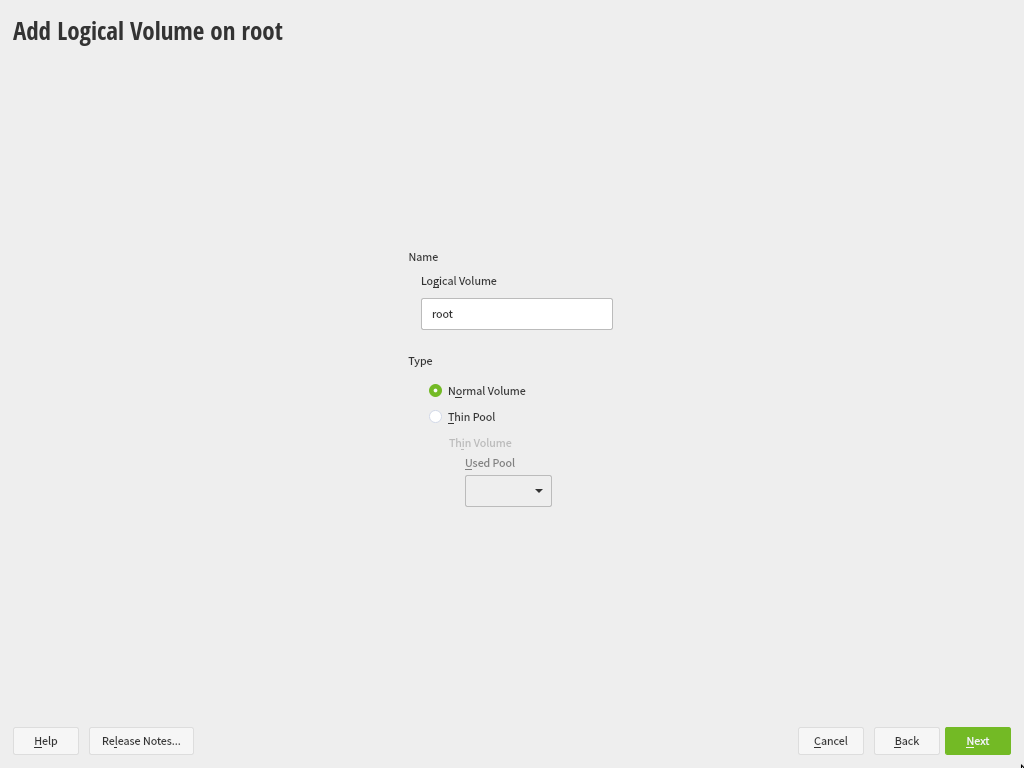 Add Logical Volume on root
Name
Logical Volume
root
Type
Normal Volume
Thin Pool
Thin Volume
Used Pool
Help
Release Notes...
Cancel
Back
Next